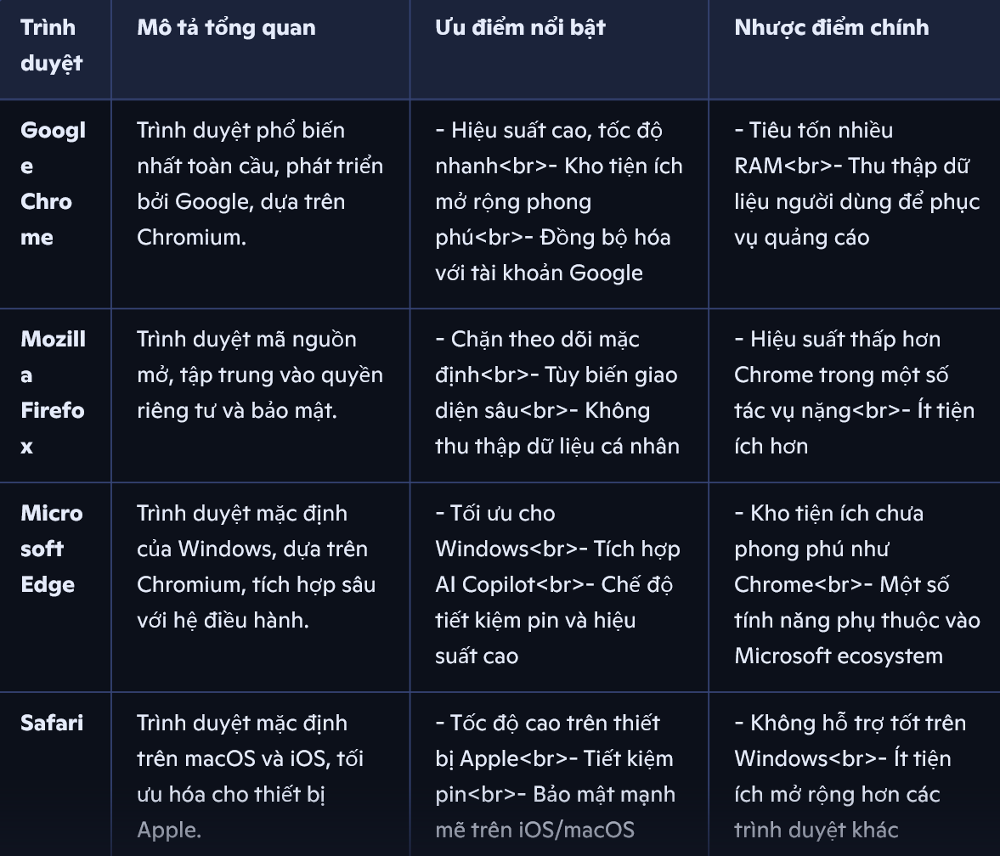 Trình
duyệt
Mô tả tổng quan
Ưu điểm nổi bật
Nhược điểm chính
Googl
e
Chro
me
Trình duyệt phổ biến
nhất toàn cầu, phát triển
bởi Google, dựa trên
Chromium.
- Hiệu suất cao, tốc độ
nhanh<br>- Kho tiện ích
mở rộng phong
phú<br>- Đồng bộ hóa
với tài khoản Google
- Tiêu tốn nhiều
RAM<br>- Thu thập dữ
liệu người dùng để phục
vụ quảng cáo
Mozill
a
Firefo
x
Trình duyệt mã nguồn
mở, tập trung vào quyền
riêng tư và bảo mật.
- Chặn theo dõi mặc
định<br>- Tùy biến giao
diện sâu<br>- Không
thu thập dữ liệu cá nhân
- Hiệu suất thấp hơn
Chrome trong một số
tác vụ nặng<br>- Ít tiện
ích hơn
Micro
soft
Edge
Trình duyệt mặc định
của Windows, dựa trên
Chromium, tích hợp sâu
với hệ điều hành.
- Tối ưu cho
Windows<br>- Tích hợp
AI Copilot<br>- Chế độ
tiết kiệm pin và hiệu
suất cao
- Kho tiện ích chưa
phong phú như
Chrome<br>- Một số
tính năng phụ thuộc vào
Microsoft ecosystem
Safari
Trình duyệt mặc định
trên macOS và iOS, tối
ưu hóa cho thiết bị
Apple.
- Tốc độ cao trên thiết
bị Apple<br>- Tiết kiệm
pin<br>- Bảo mật mạnh
mẽ trên iOS/macOS
- Không hỗ trợ tốt trên
Windows<br>- Ít tiện
ích mở rộng hơn các
trình duyệt khác